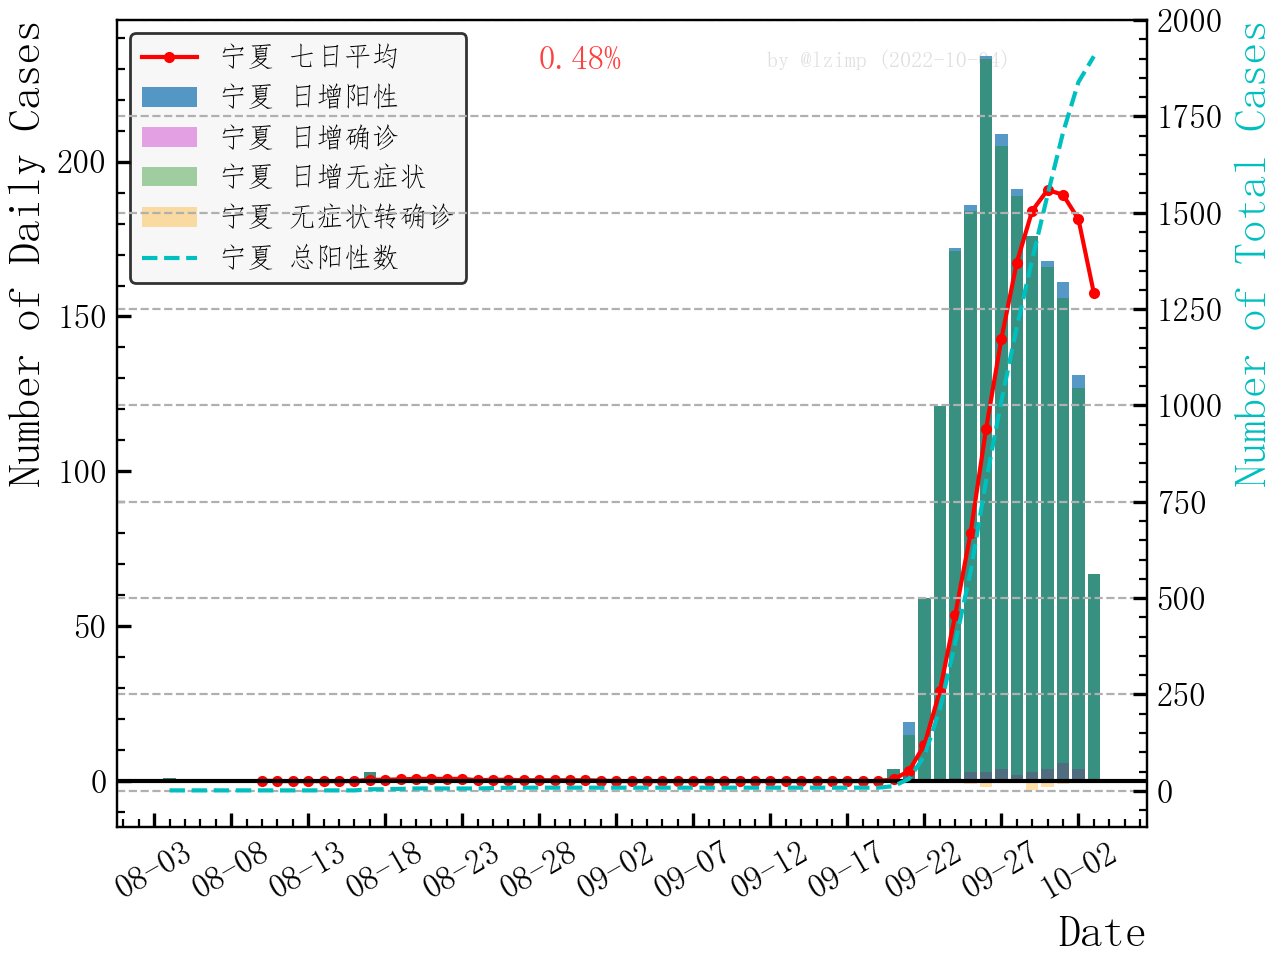 宁夏 七日平均
宁夏 日增阳性
宁夏 日增确诊
宁夏 日增无症状
宁夏 无症状转确诊
宁夏 总阳性数
0.48%
by @lzimp (2022-10-04)
Number of Daily Cases
200
150
100
50
0
2000
1750
1500
1250
1000
750
500
250
0
Number of Total Cases
08-03
08-08
08-13
08-18
08-23
08-28
09-02
09-07
09-12
09-17
09-22
09-27
10-02
Date